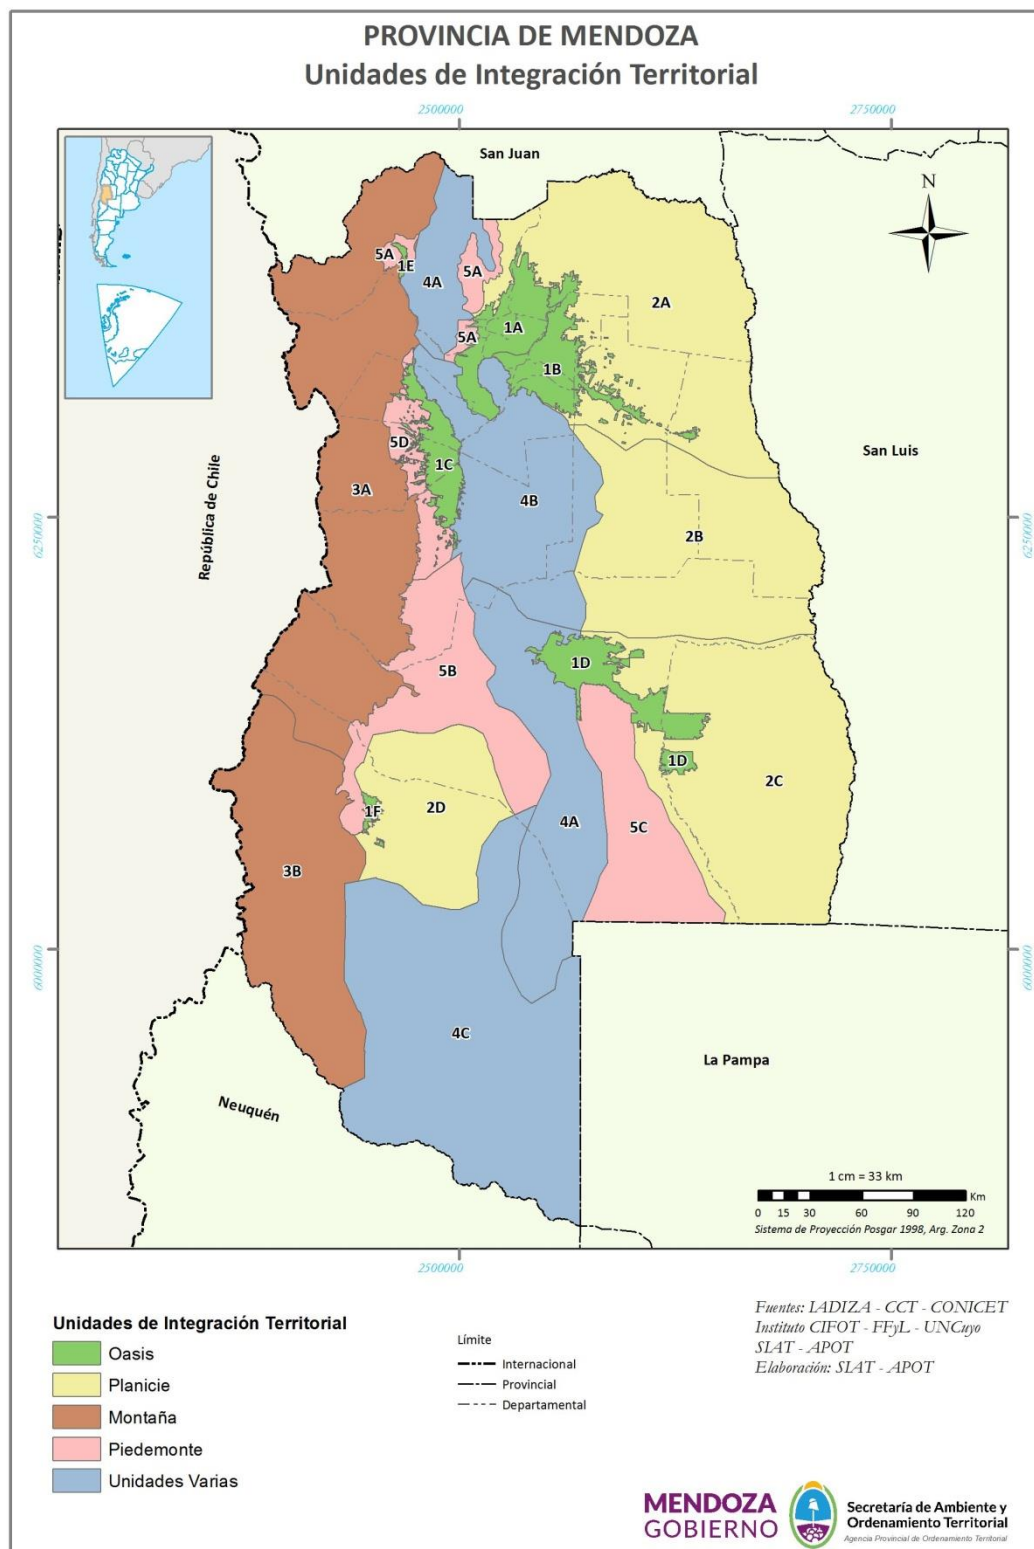 PROVINCIA DE MENDOZA
Unidades de Integración Territorial
2500000
2750000
San Juan
N
5A
1E
4A
5A
2A
5A
1A
1B
5D
1C
San Luis
República de Chile
3A
4B
6250000
6250000
2B
1D
5B
1D
2C
1F
2D
4A
5C
3B
6000000
6000000
4C
La Pampa
Neuquén
1 cm = 33 km
0 15 30 60 90 120 Km
Sistema de Proyección Posgar 1998, Arg. Zona 2
2500000
2750000
Unidades de Integración Territorial
Oasis
Planicie
Montaña
Piedemonte
Unidades Varias
Límite
Internacional
Provincial
Departamental
Fuentes: LADIZA - CCT - CONICET
Instituto CIFOT - FFyL - UNCuyo
SLAT - APOT
Elaboración: SLAT - APOT
MENDOZA
GOBIERNO
Secretaría de Ambiente y
Ordenamiento Territorial
Agencia Provincial de Ordenamiento Territorial